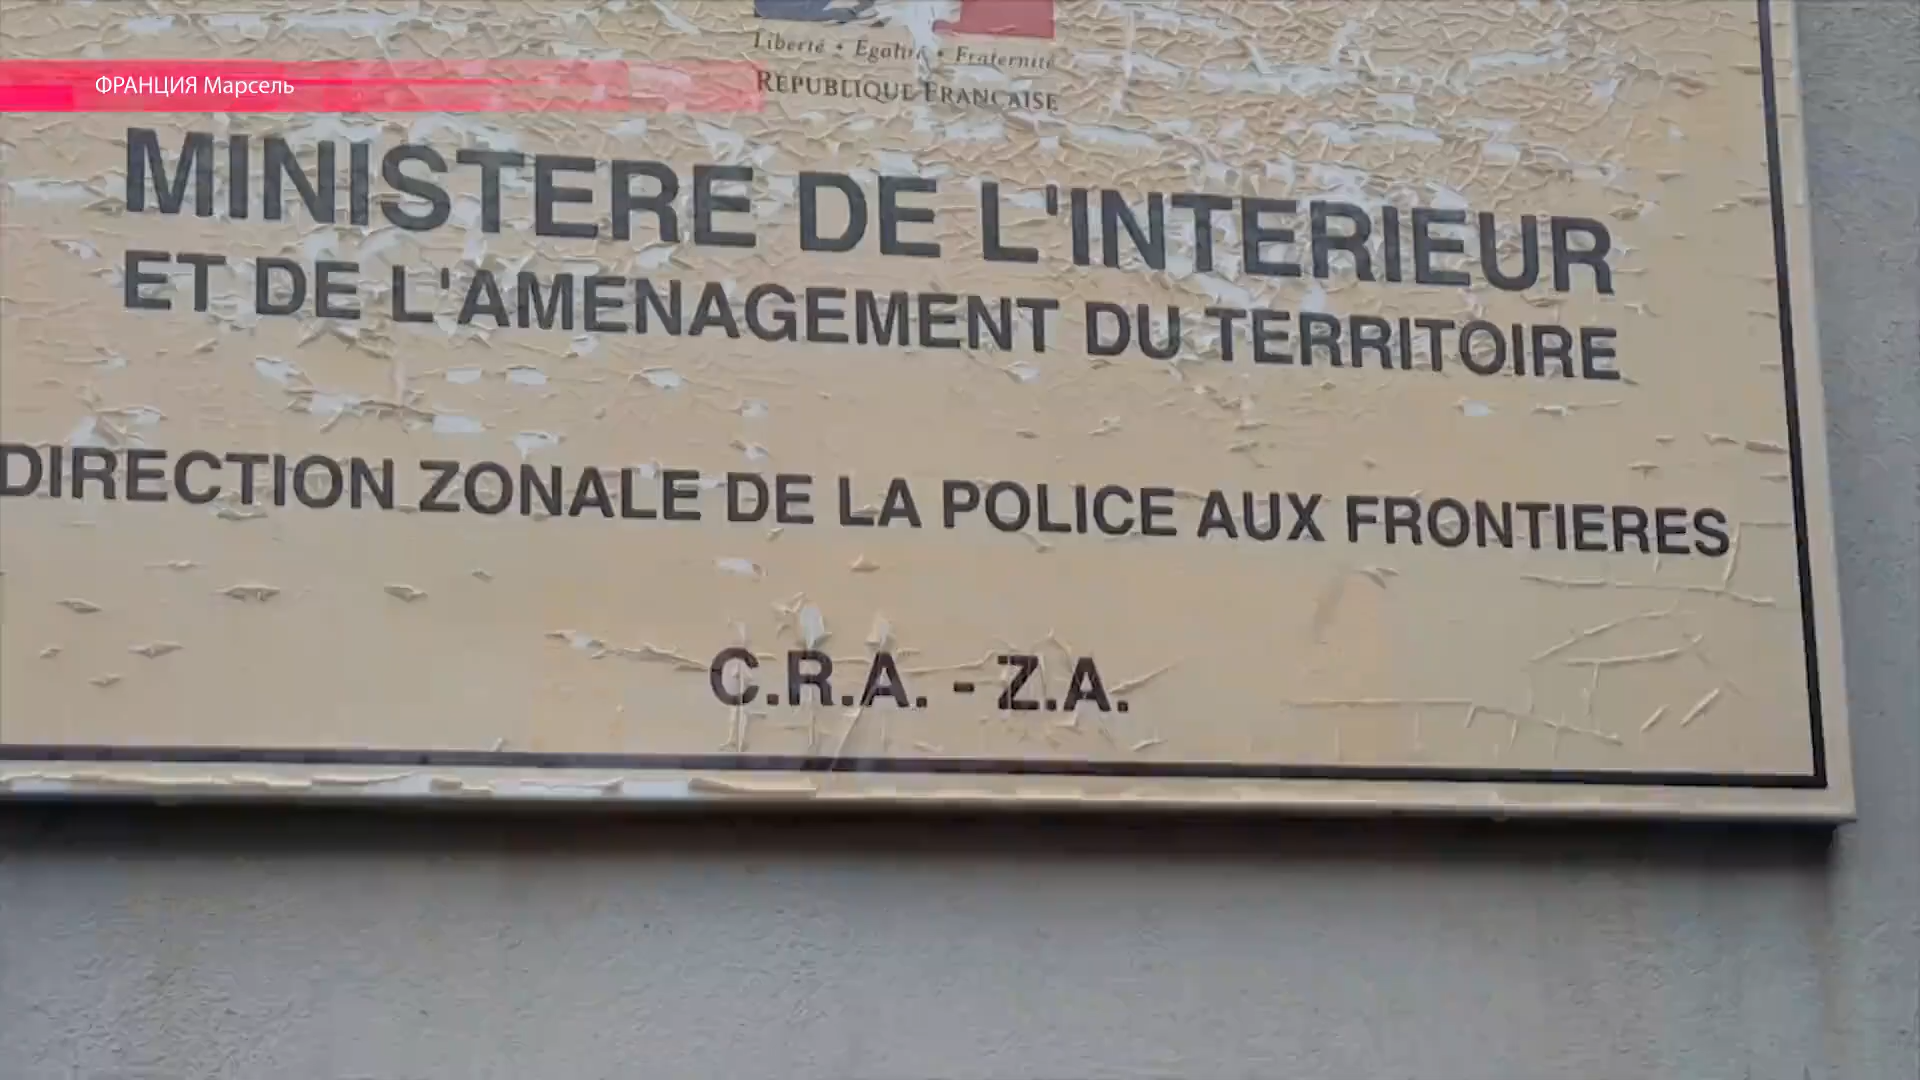 Liberté • Egalité • Fraternité
REPUBLIQUE FRANÇAISE
ФРАНЦИЯ Марсель
MINISTERE DE L'INTERIEUR
ET DE L'AMENAGEMENT DU TERRITOIRE
DIRECTION ZONALE DE LA POLICE AUX FRONTIERES
C.R.A. - Z.A.